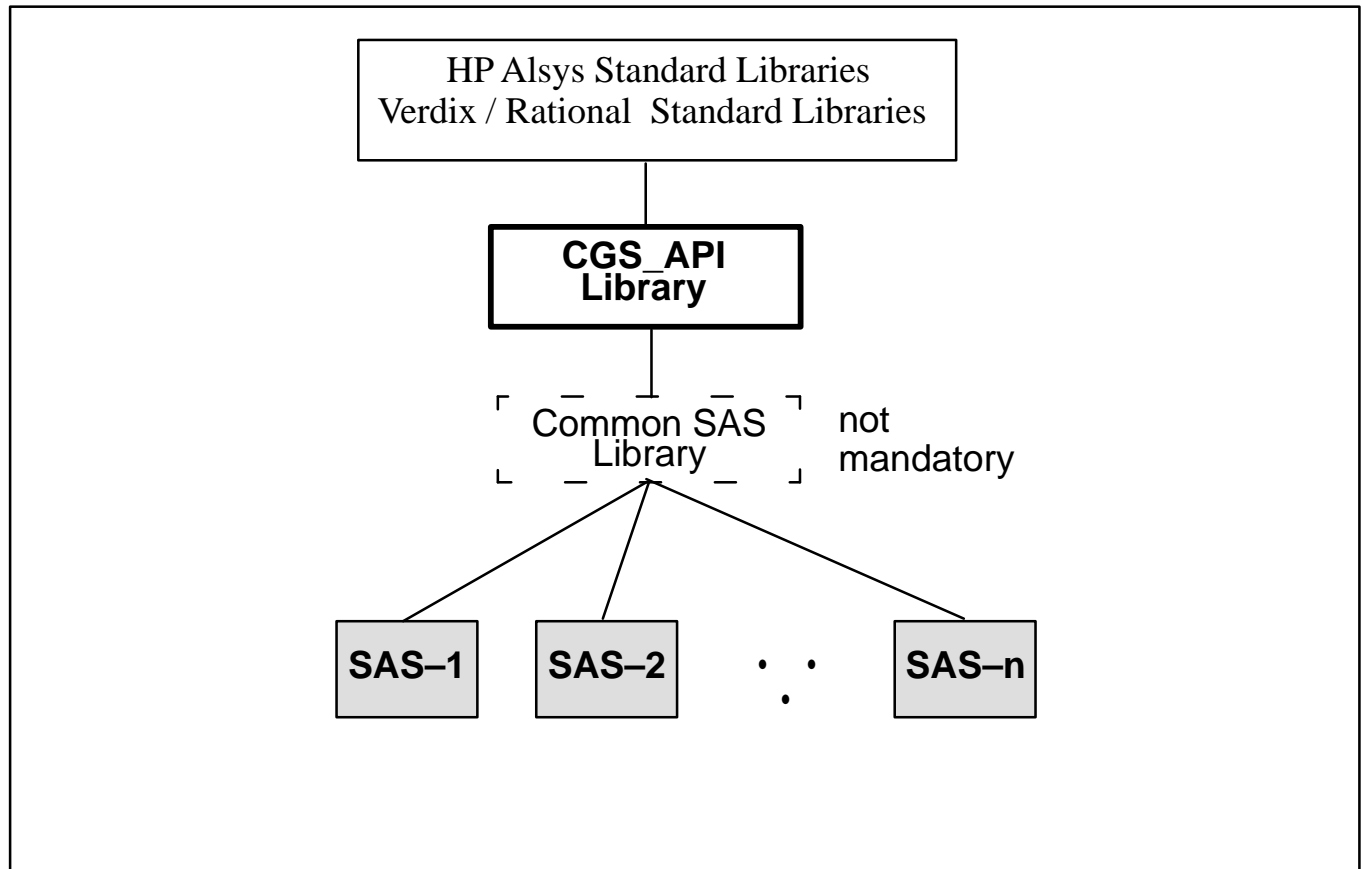 HP Alsys Standard Libraries
Verdix / Rational Standard Libraries
CGS_API
Library
Common SAS
Library
not
mandatory
SAS–1
SAS–2
SAS–n